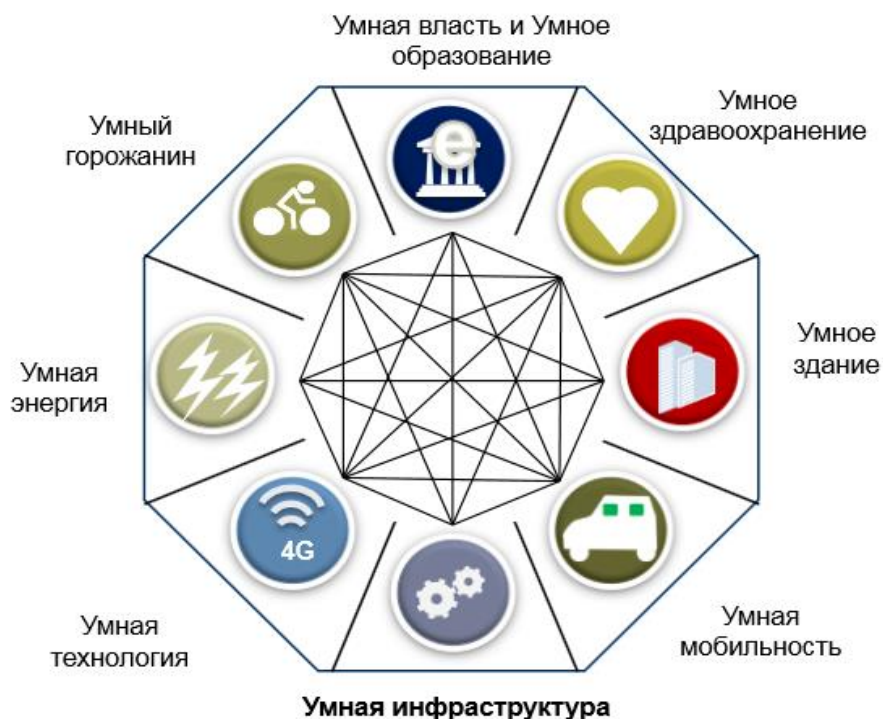 Умная власть и Умное
образование
Умный
горожанин
Умное
здравоохранение
Умная
энергия
Умное
здание
4G
Умная
технология
Умная
мобильность
Умная инфраструктура
e